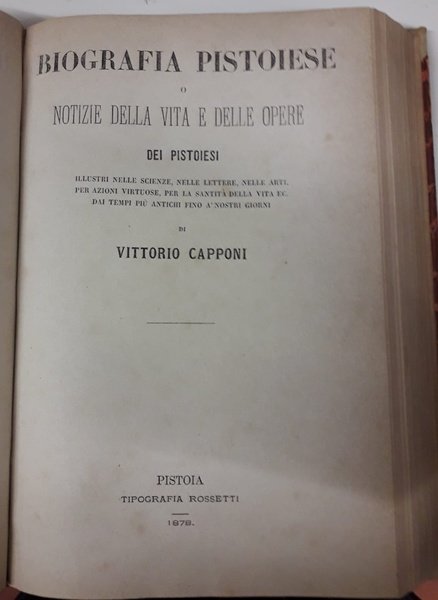 BIOGRAFIA PISTOIESE
O
NOTIZIE DELLA VITA E DELLE OPERE
DEI PISTOIESI
ILLUSTRI NELLE SCIENZE, NELLE LETTERE, NELLE ARTI,
PER AZIONI VIRTUOSE, PER LA SANTITÀ DELLA VITA EC.
DAI TEMPI PIÙ ANTICHI FINO A' NOSTRI GIORNI
DI
VITTORIO CAPPONI
PISTOIA
TIPOGRAFIA ROSSETTI
1878.